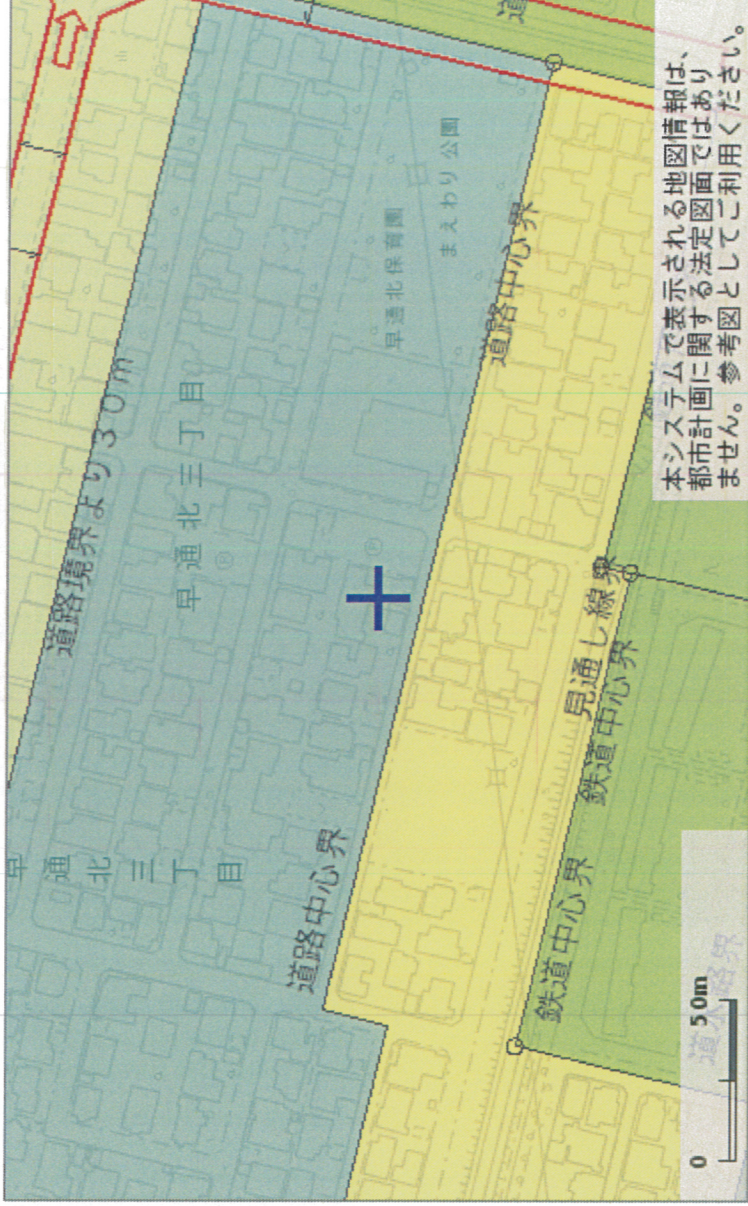 道
道路境界より30m
早通北三丁目
早通北保育園
まえわり公園
道路中心界
早通北三丁目
道路中心界
見通し線界
鉄道中心界
鉄道中心界
道水路界
0 50m
本システムで表示される地図情報は、
都市計画に関する法定図面ではあり
ません。参考図としてご利用ください。